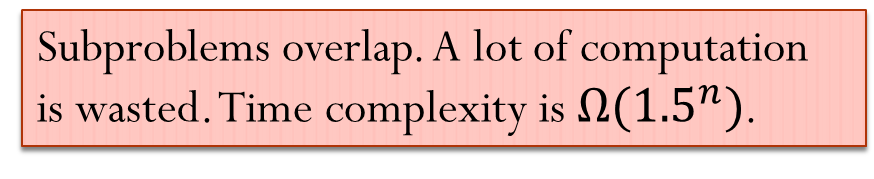 Subproblems overlap. A lot of computation
is wasted. Time complexity is Ω(1.5ⁿ).